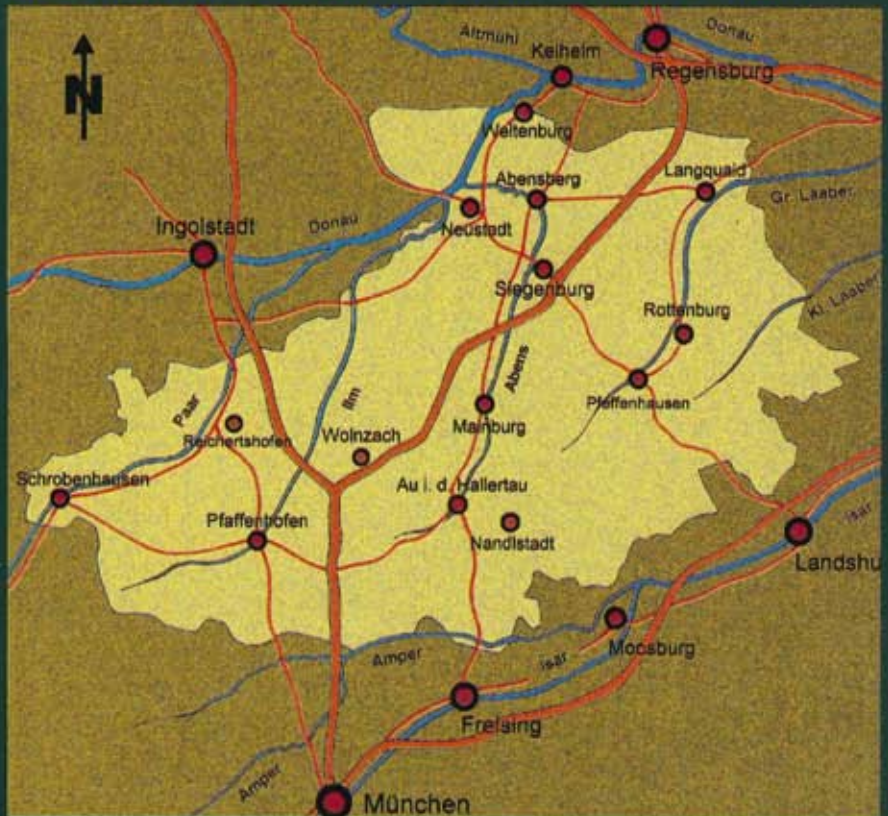 N
Altmühl
Donau
Kelheim
Regensburg
Weltenburg
Abensberg
Langquaid
Gr. Laaber
Neustadt
Donau
Ingolstadt
Siegenburg
Kl. Laaber
Rottenburg
Abens
Pfeffenhausen
Ilm
Paar
Mainburg
Reichertshofen
Wolnzach
Schrobenhausen
Au i. d. Hallertau
Pfaffenhofen
Nandlstadt
Isar
Landshu
Moosburg
Amper
Isar
Freising
Amper
München